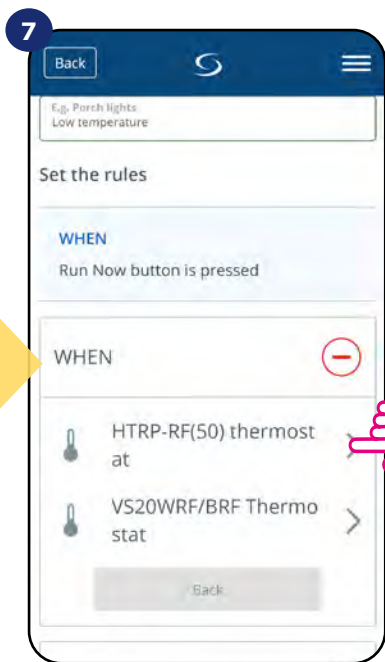 7
Back
E.g. Porch lights
Low temperature
Set the rules
WHEN
Run Now button is pressed
WHEN
HTRP-RF(50) thermost
at
VS20WRF/BRF Thermo
stat
Back